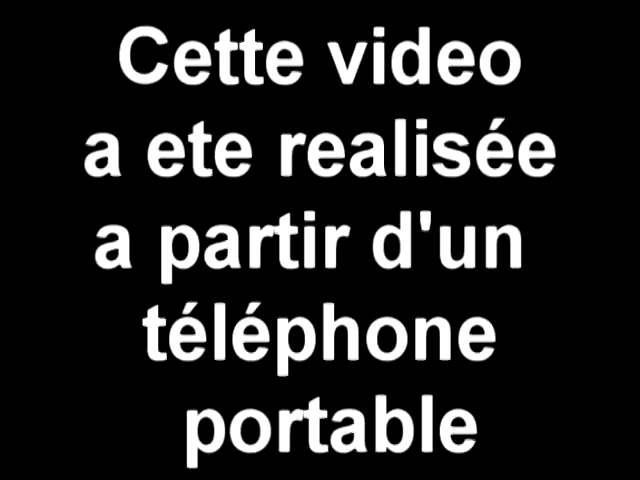 Cette video
a ete realisée
a partir d'un
téléphone
portable